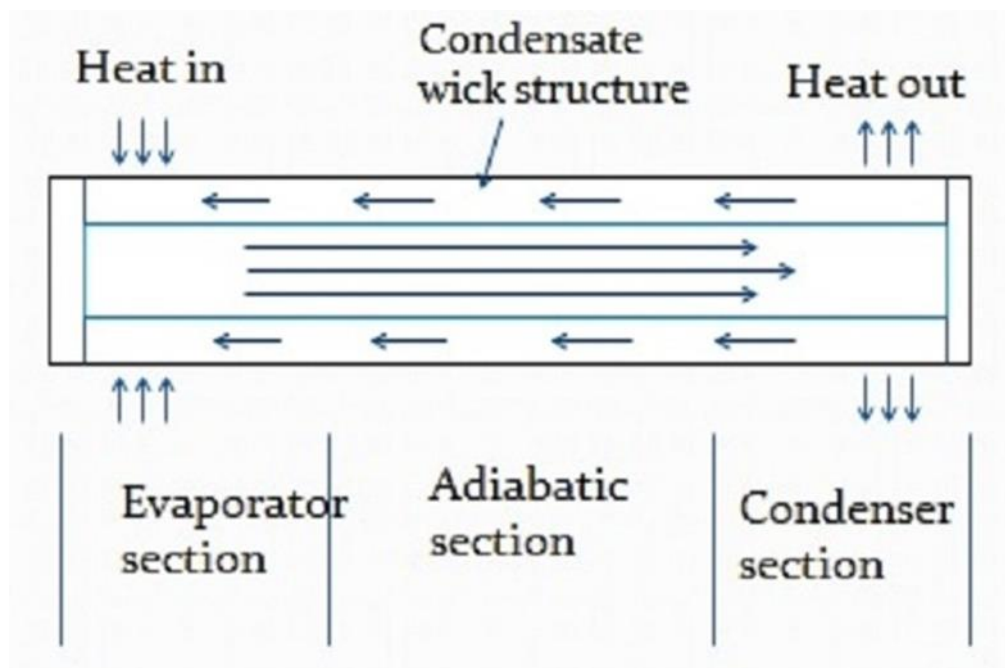 Heat in
Condensate
wick structure
Heat out
Evaporator
section
Adiabatic
section
Condenser
section